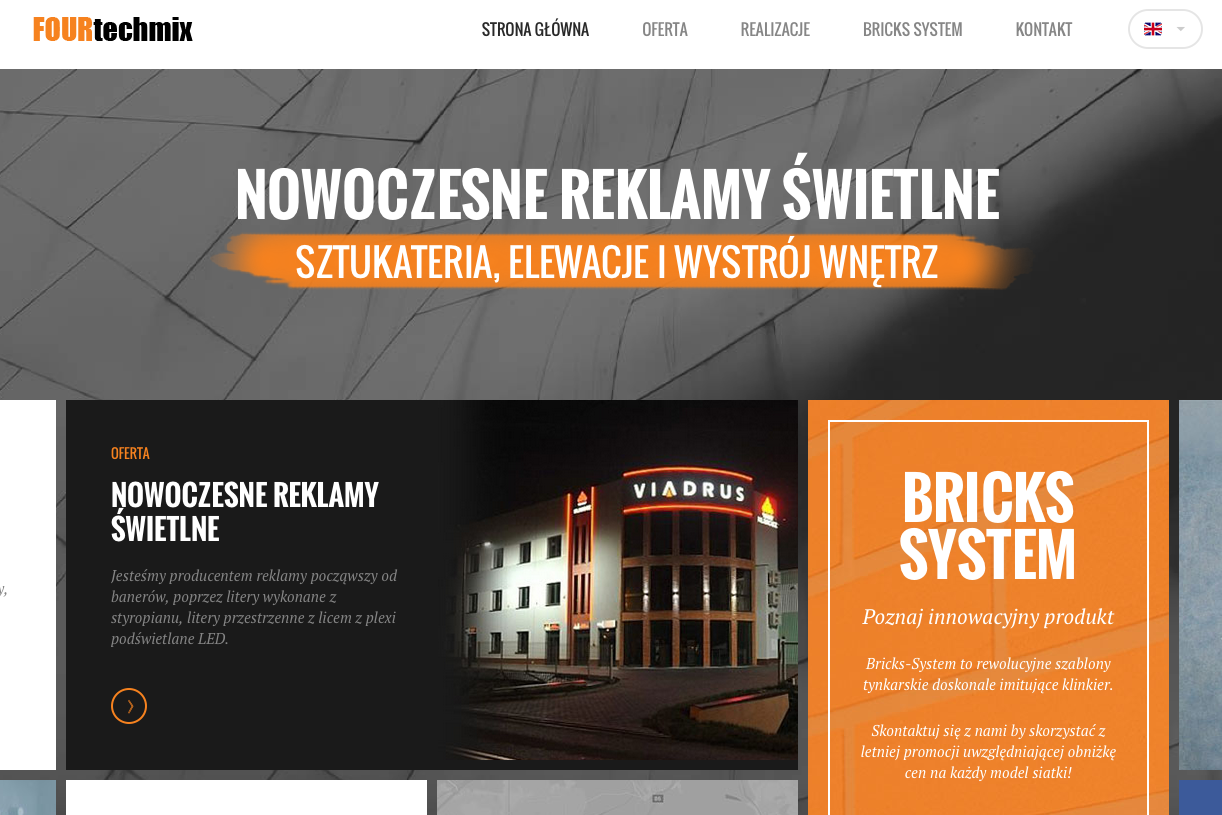 FOURtechmix
STRONA GŁÓWNA
OFERTA
REALIZACJE
BRICKS SYSTEM
KONTAKT
NOWOCZESNE REKLAMY ŚWIETLNE
SZTUKATERIA, ELEWACJE I WYSTRÓJ WNĘTRZ
OFERTA
NOWOCZESNE REKLAMY
ŚWIETLNE
Jesteśmy producentem reklamy począwszy od
banerów, poprzez litery wykonane z
styropianu, litery przestrzenne z licem z plexi
podświetlane LED.
VIADRUS
BRICKS
SYSTEM
Poznaj innowacyjny produkt
Bricks-System to rewolucyjne szablony
tynkarskie doskonale imitujące klinkier.
Skontaktuj się z nami by skorzystać z
letniej promocji uwzględniającej obniżkę
cen na każdy model siatki!